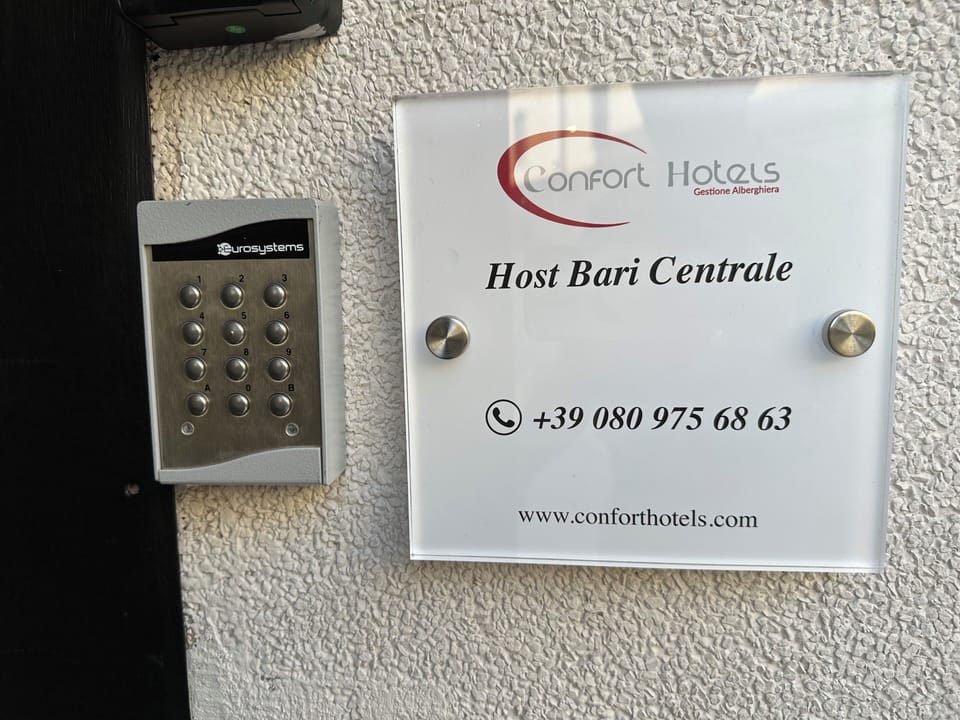 Eurosystems
1 2 3
4 5 6
7 8 9
A 0 B
Confort Hotels
Gestione Alberghiera
Host Bari Centrale
+39 080 975 68 63
www.conforthotels.com